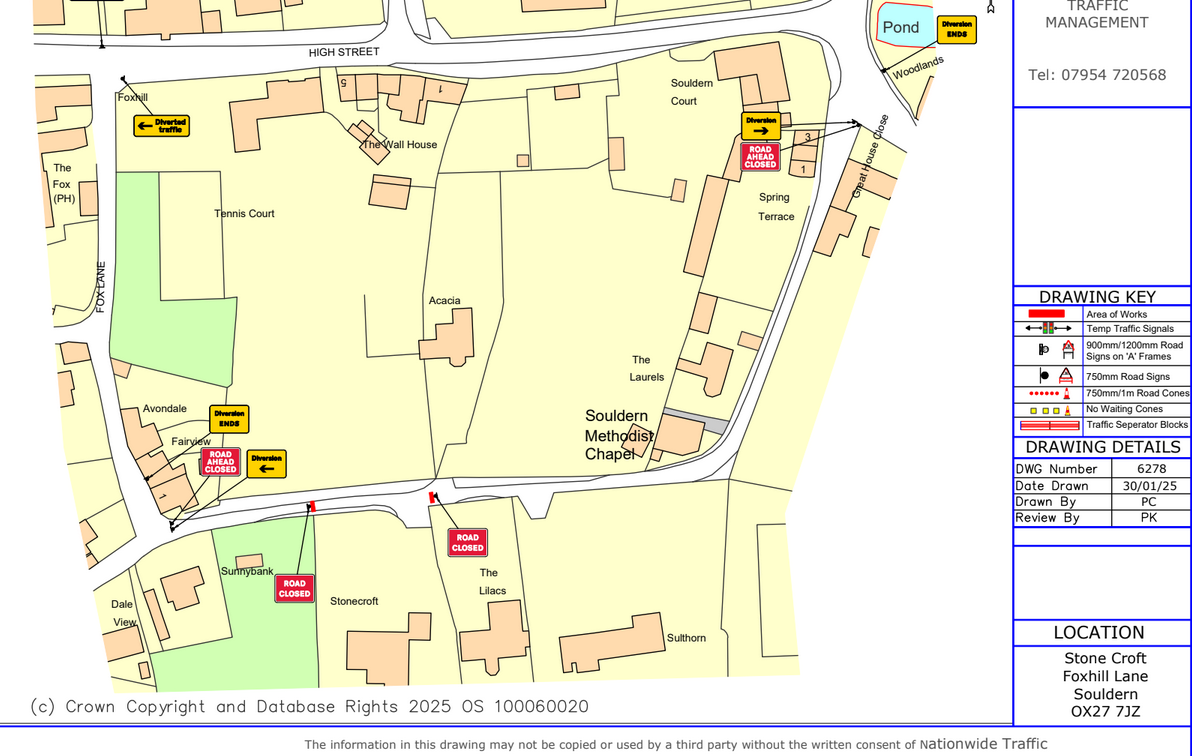 TRAFFIC
MANAGEMENT
Tel: 07954 720568
Pond
Diversion
ENDS
Woodlands
HIGH STREET
Foxhill
Diverted
traffic
5
1
The Wall House
Souldern
Court
Diversion
ROAD
AHEAD
CLOSED
3
1
Great House Close
The
Fox
(PH)
Tennis Court
Spring
Terrace
FOX LANE
Acacia
The
Laurels
Avondale
Diversion
ENDS
Fairview
ROAD
AHEAD
CLOSED
Diversion
1
Souldern
Methodist
Chapel
ROAD
CLOSED
ROAD
CLOSED
Sunnybank
Stonecroft
The
Lilacs
Dale
View
Sulthorn
DRAWING KEY
Area of Works
Temp Traffic Signals
900mm/1200mm Road
Signs on 'A' Frames
750mm Road Signs
750mm/1m Road Cones
No Waiting Cones
Traffic Seperator Blocks
DRAWING DETAILS
DWG Number 6278
Date Drawn 30/01/25
Drawn By PC
Review By PK
LOCATION
Stone Croft
Foxhill Lane
Souldern
OX27 7JZ
(c) Crown Copyright and Database Rights 2025 OS 100060020
The information in this drawing may not be copied or used by a third party without the written consent of Nationwide Traffic